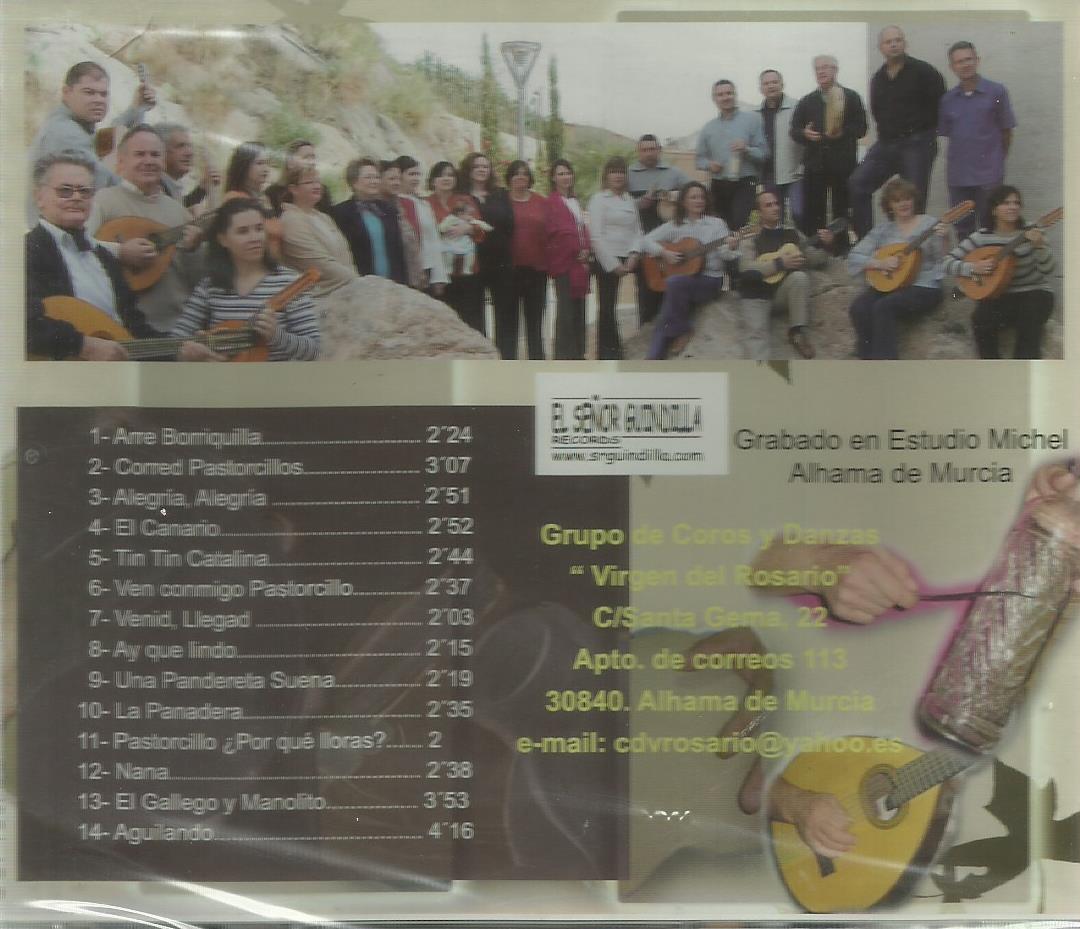 1- Arre Borriquilla.......................... 2´24
2- Corred Pastorcillos................... 3´07
3- Alegría, Alegría ........................ 2´51
4- El Canario................................. 2´52
5- Tin Tin Catalina......................... 2´44
6- Ven conmigo Pastorcillo........... 2´37
7- Venid, Llegad ........................... 2´03
8- Ay que lindo.............................. 2´15
9- Una Pandereta Suena.............. 2´19
10- La Panadera............................ 2´35
11- Pastorcillo ¿Por qué lloras?...... 2
12- Nana........................................ 2´38
13- El Gallego y Manolito............... 3´53
14- Aguilando................................ 4´16
EL SEÑOR GUINDILLA
RECORDS
www.srguindilla.com
Grabado en Estudio Michel
Alhama de Murcia
Grupo de Coros y Danzas
“ Virgen del Rosario”
C/Santa Gema. 22
Apto. de correos 113
30840. Alhama de Murcia
e-mail: cdvrosario@yahoo.es